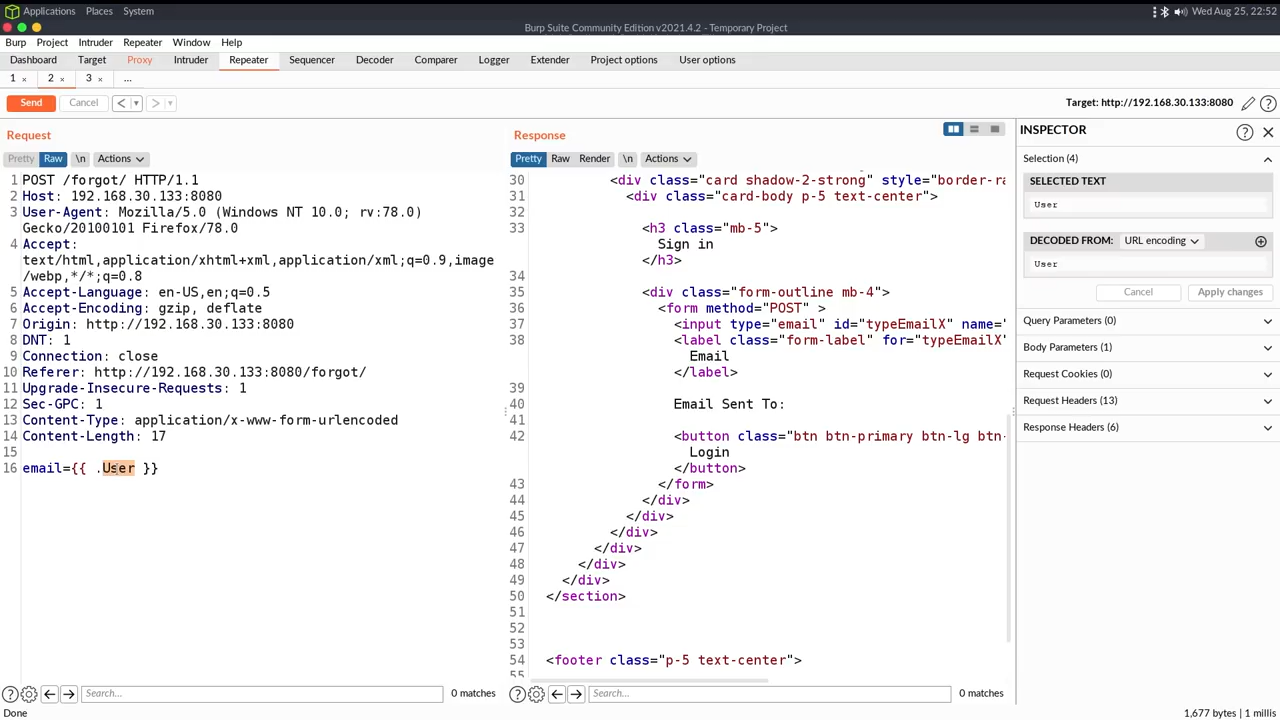 Applications Places System Wed Aug 25, 22:52
Burp Suite Community Edition v2021.4.2 - Temporary Project
Burp Project Intruder Repeater Window Help
Dashboard Target Proxy Intruder Repeater Sequencer Decoder Comparer Logger Extender Project options User options
1 × 2 × 3 × ...
Send Cancel < ▾ > ▾ Target: http://192.168.30.133:8080
Request
Pretty Raw \n Actions
1 POST /forgot/ HTTP/1.1
2 Host: 192.168.30.133:8080
3 User-Agent: Mozilla/5.0 (Windows NT 10.0; rv:78.0)
Gecko/20100101 Firefox/78.0
4 Accept:
text/html,application/xhtml+xml,application/xml;q=0.9,image
/webp,*/*;q=0.8
5 Accept-Language: en-US,en;q=0.5
6 Accept-Encoding: gzip, deflate
7 Origin: http://192.168.30.133:8080
8 DNT: 1
9 Connection: close
10 Referer: http://192.168.30.133:8080/forgot/
11 Upgrade-Insecure-Requests: 1
12 Sec-GPC: 1
13 Content-Type: application/x-www-form-urlencoded
14 Content-Length: 17
15
16 email={{ .User }}
Search... 0 matches
Response
Pretty Raw Render \n Actions
30 <div class="card shadow-2-strong" style="border-ra
31 <div class="card-body p-5 text-center">
32
33 <h3 class="mb-5">
Sign in
</h3>
34
35 <div class="form-outline mb-4">
36 <form method="POST" >
37 <input type="email" id="typeEmailX" name=
38 <label class="form-label" for="typeEmailX"
Email
</label>
39
40 Email Sent To:
41
42 <button class="btn btn-primary btn-lg btn-
Login
</button>
43 </form>
44 </div>
45 </div>
46 </div>
47 </div>
48 </div>
49 </div>
50 </section>
51
52
53
54 <footer class="p-5 text-center">
55
Search... 0 matches
INSPECTOR
Selection (4)
SELECTED TEXT
User
DECODED FROM: URL encoding
User
Cancel Apply changes
Query Parameters (0)
Body Parameters (1)
Request Cookies (0)
Request Headers (13)
Response Headers (6)
Done 1,677 bytes | 1 millis